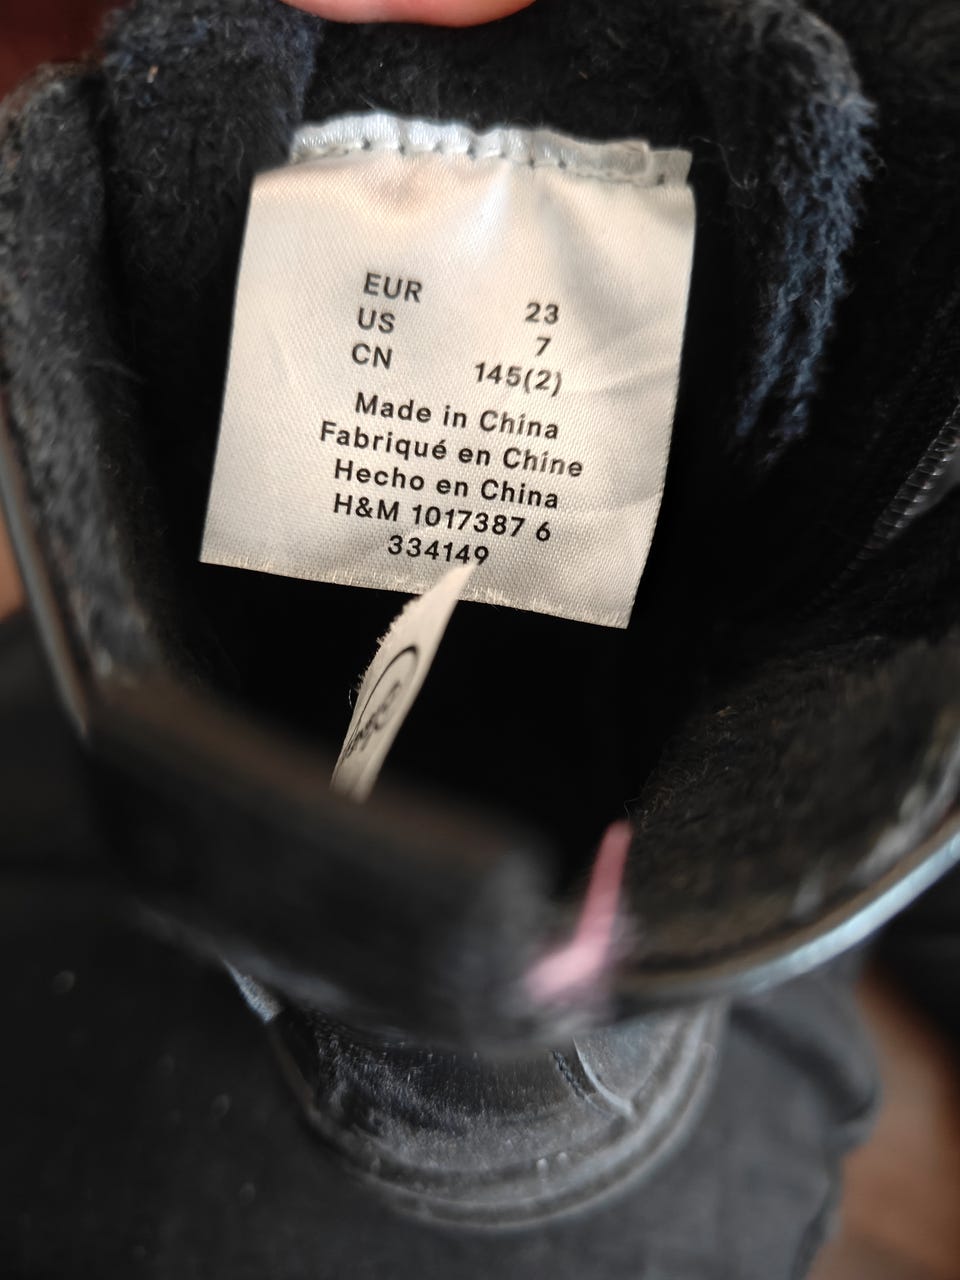 EUR 23
US 7
CN 145(2)
Made in China
Fabriqué en Chine
Hecho en China
H&M 1017387 6
334149